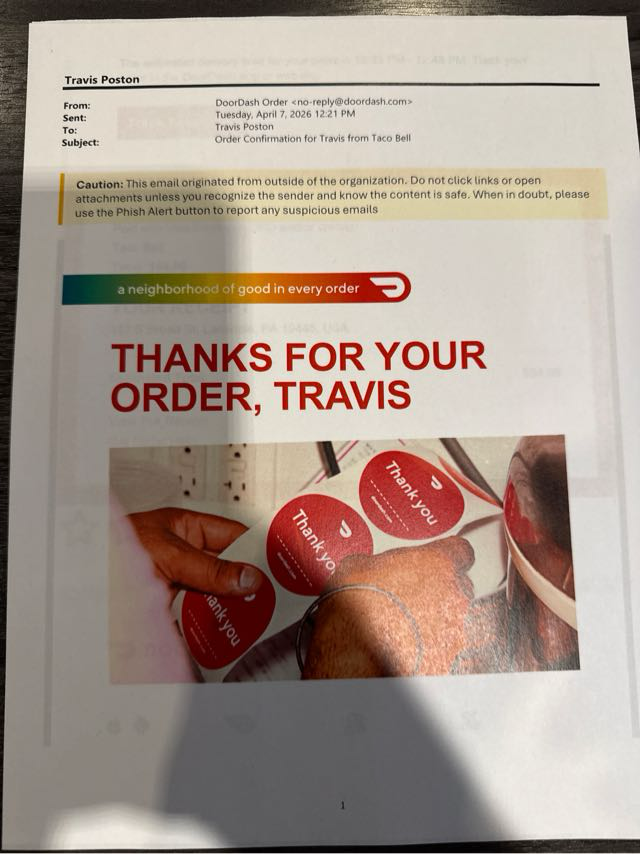 Travis Poston
From: DoorDash Order <no-reply@doordash.com>
Sent: Tuesday, April 7, 2026 12:21 PM
To: Travis Poston
Subject: Order Confirmation for Travis from Taco Bell
Caution: This email originated from outside of the organization. Do not click links or open
attachments unless you recognize the sender and know the content is safe. When in doubt, please
use the Phish Alert button to report any suspicious emails
a neighborhood of good in every order
THANKS FOR YOUR
ORDER, TRAVIS
Thank you
Thank you
Thank you
1